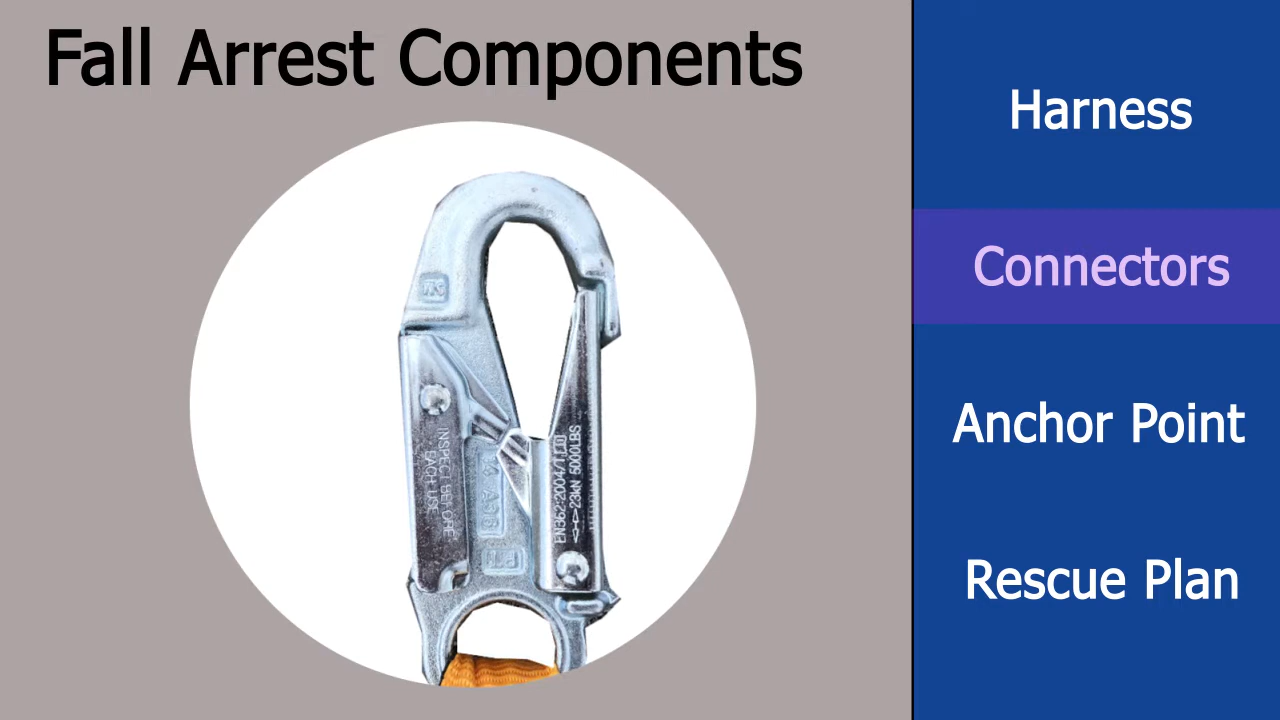 Fall Arrest Components
Harness
Connectors
Anchor Point
Rescue Plan
INSPECT BEFORE
EACH USE
EN362:2004/T
<-> 23kN 5000LBS